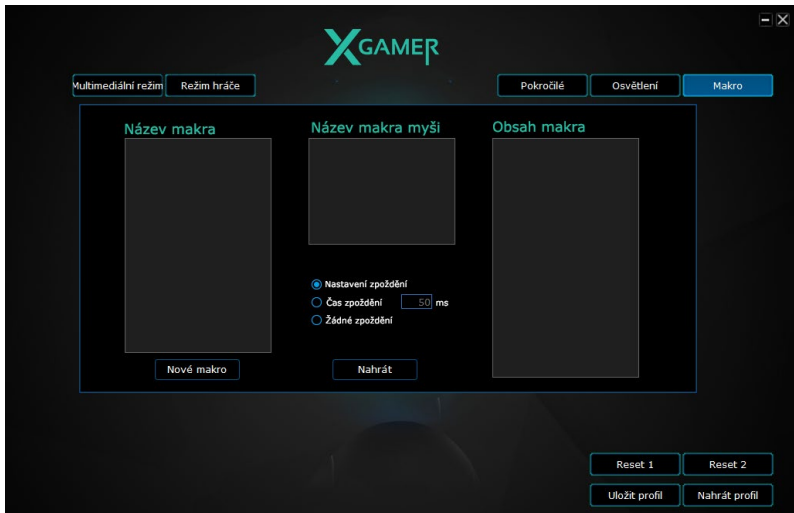 XGAMER
Multimediální režim Režim hráče Pokročilé Osvětlení Makro
Název makra Název makra myši Obsah makra
Nastavení zpoždění
Čas zpoždění 50 ms
Žádné zpoždění
Nové makro Nahrát
Reset 1 Reset 2
Uložit profil Nahrát profil